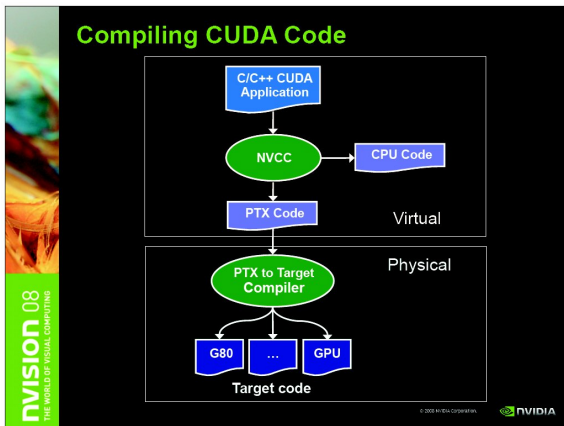 Compiling CUDA Code
C/C++ CUDA
Application
NVCC
CPU Code
PTX Code
Virtual
Physical
PTX to Target
Compiler
G80
...
GPU
Target code
nvision 08
THE WORLD OF VISUAL COMPUTING
© 2008 NVIDIA Corporation.
NVIDIA